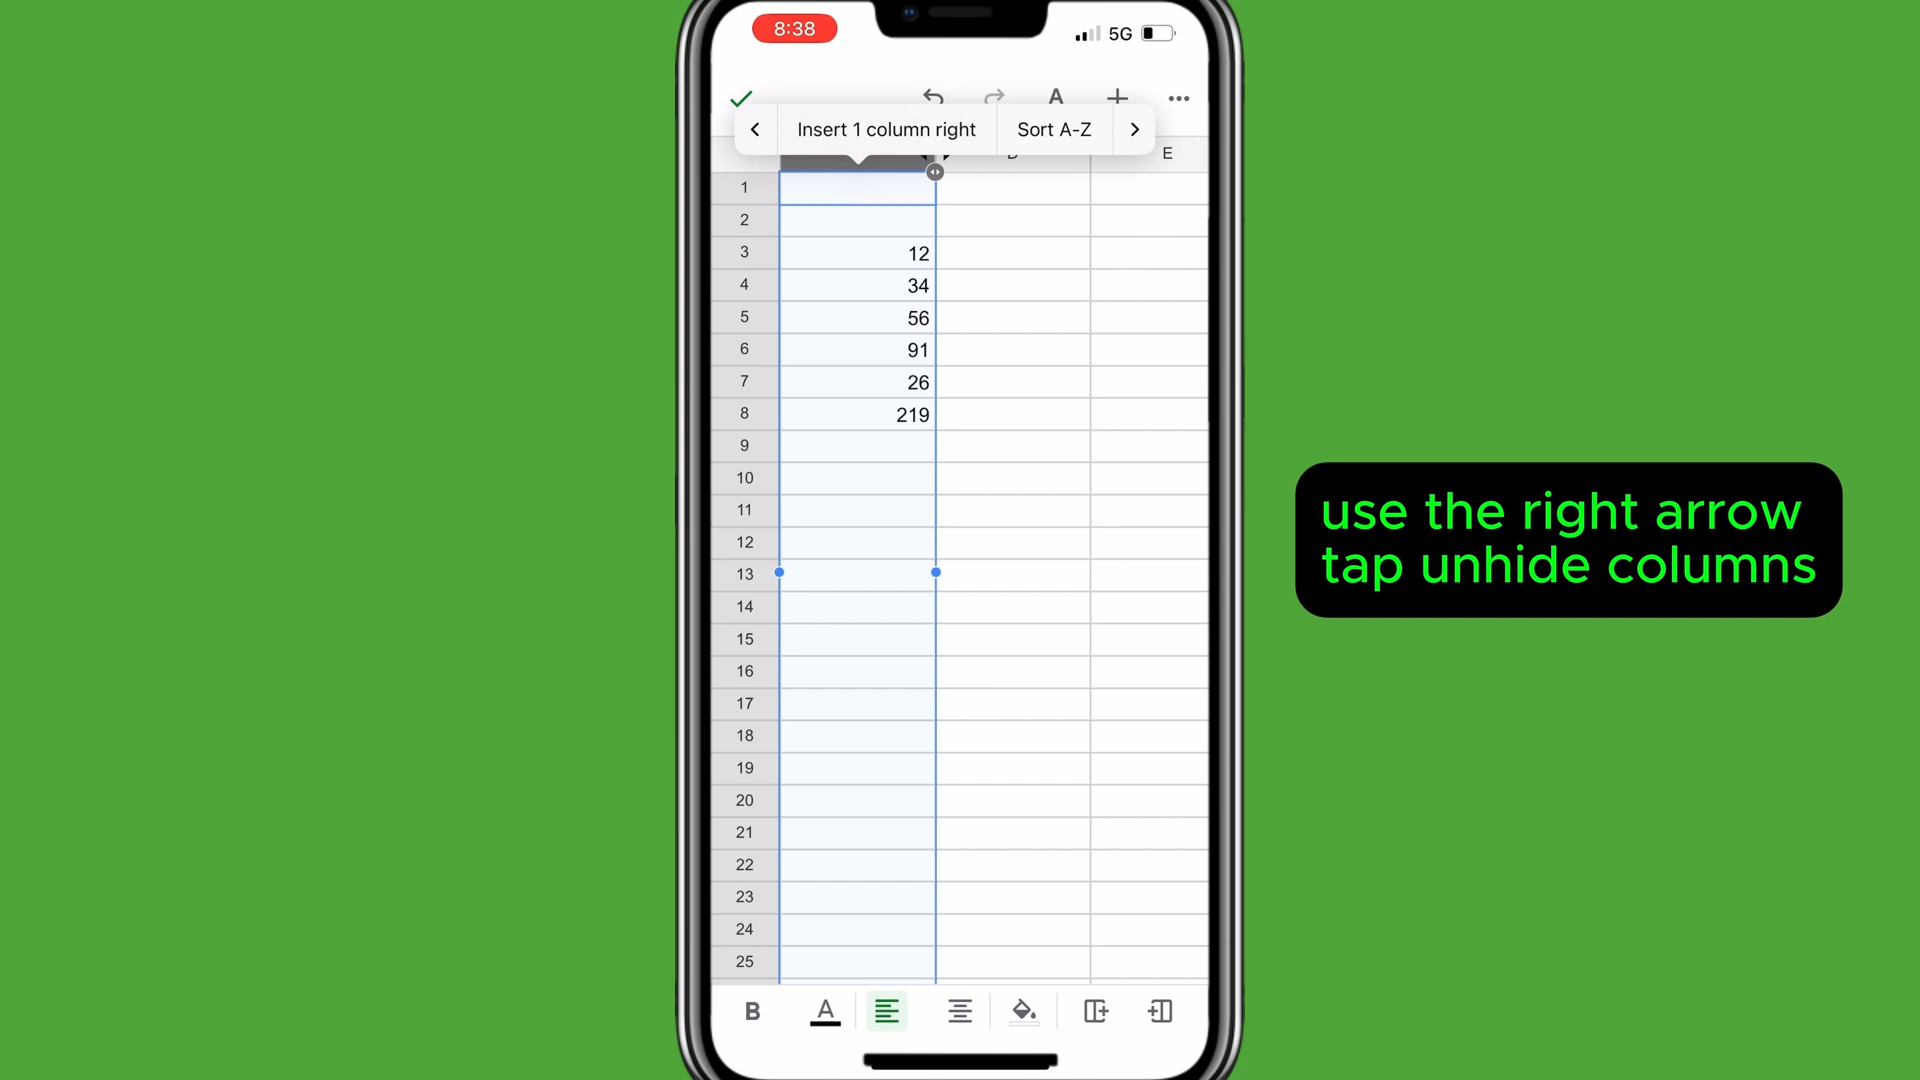 8:38
5G
A
Insert 1 column right
Sort A-Z
D
E
1
2
3 12
4 34
5 56
6 91
7 26
8 219
9
10
11
12
13
14
15
16
17
18
19
20
21
22
23
24
25
B
A
use the right arrow
tap unhide columns